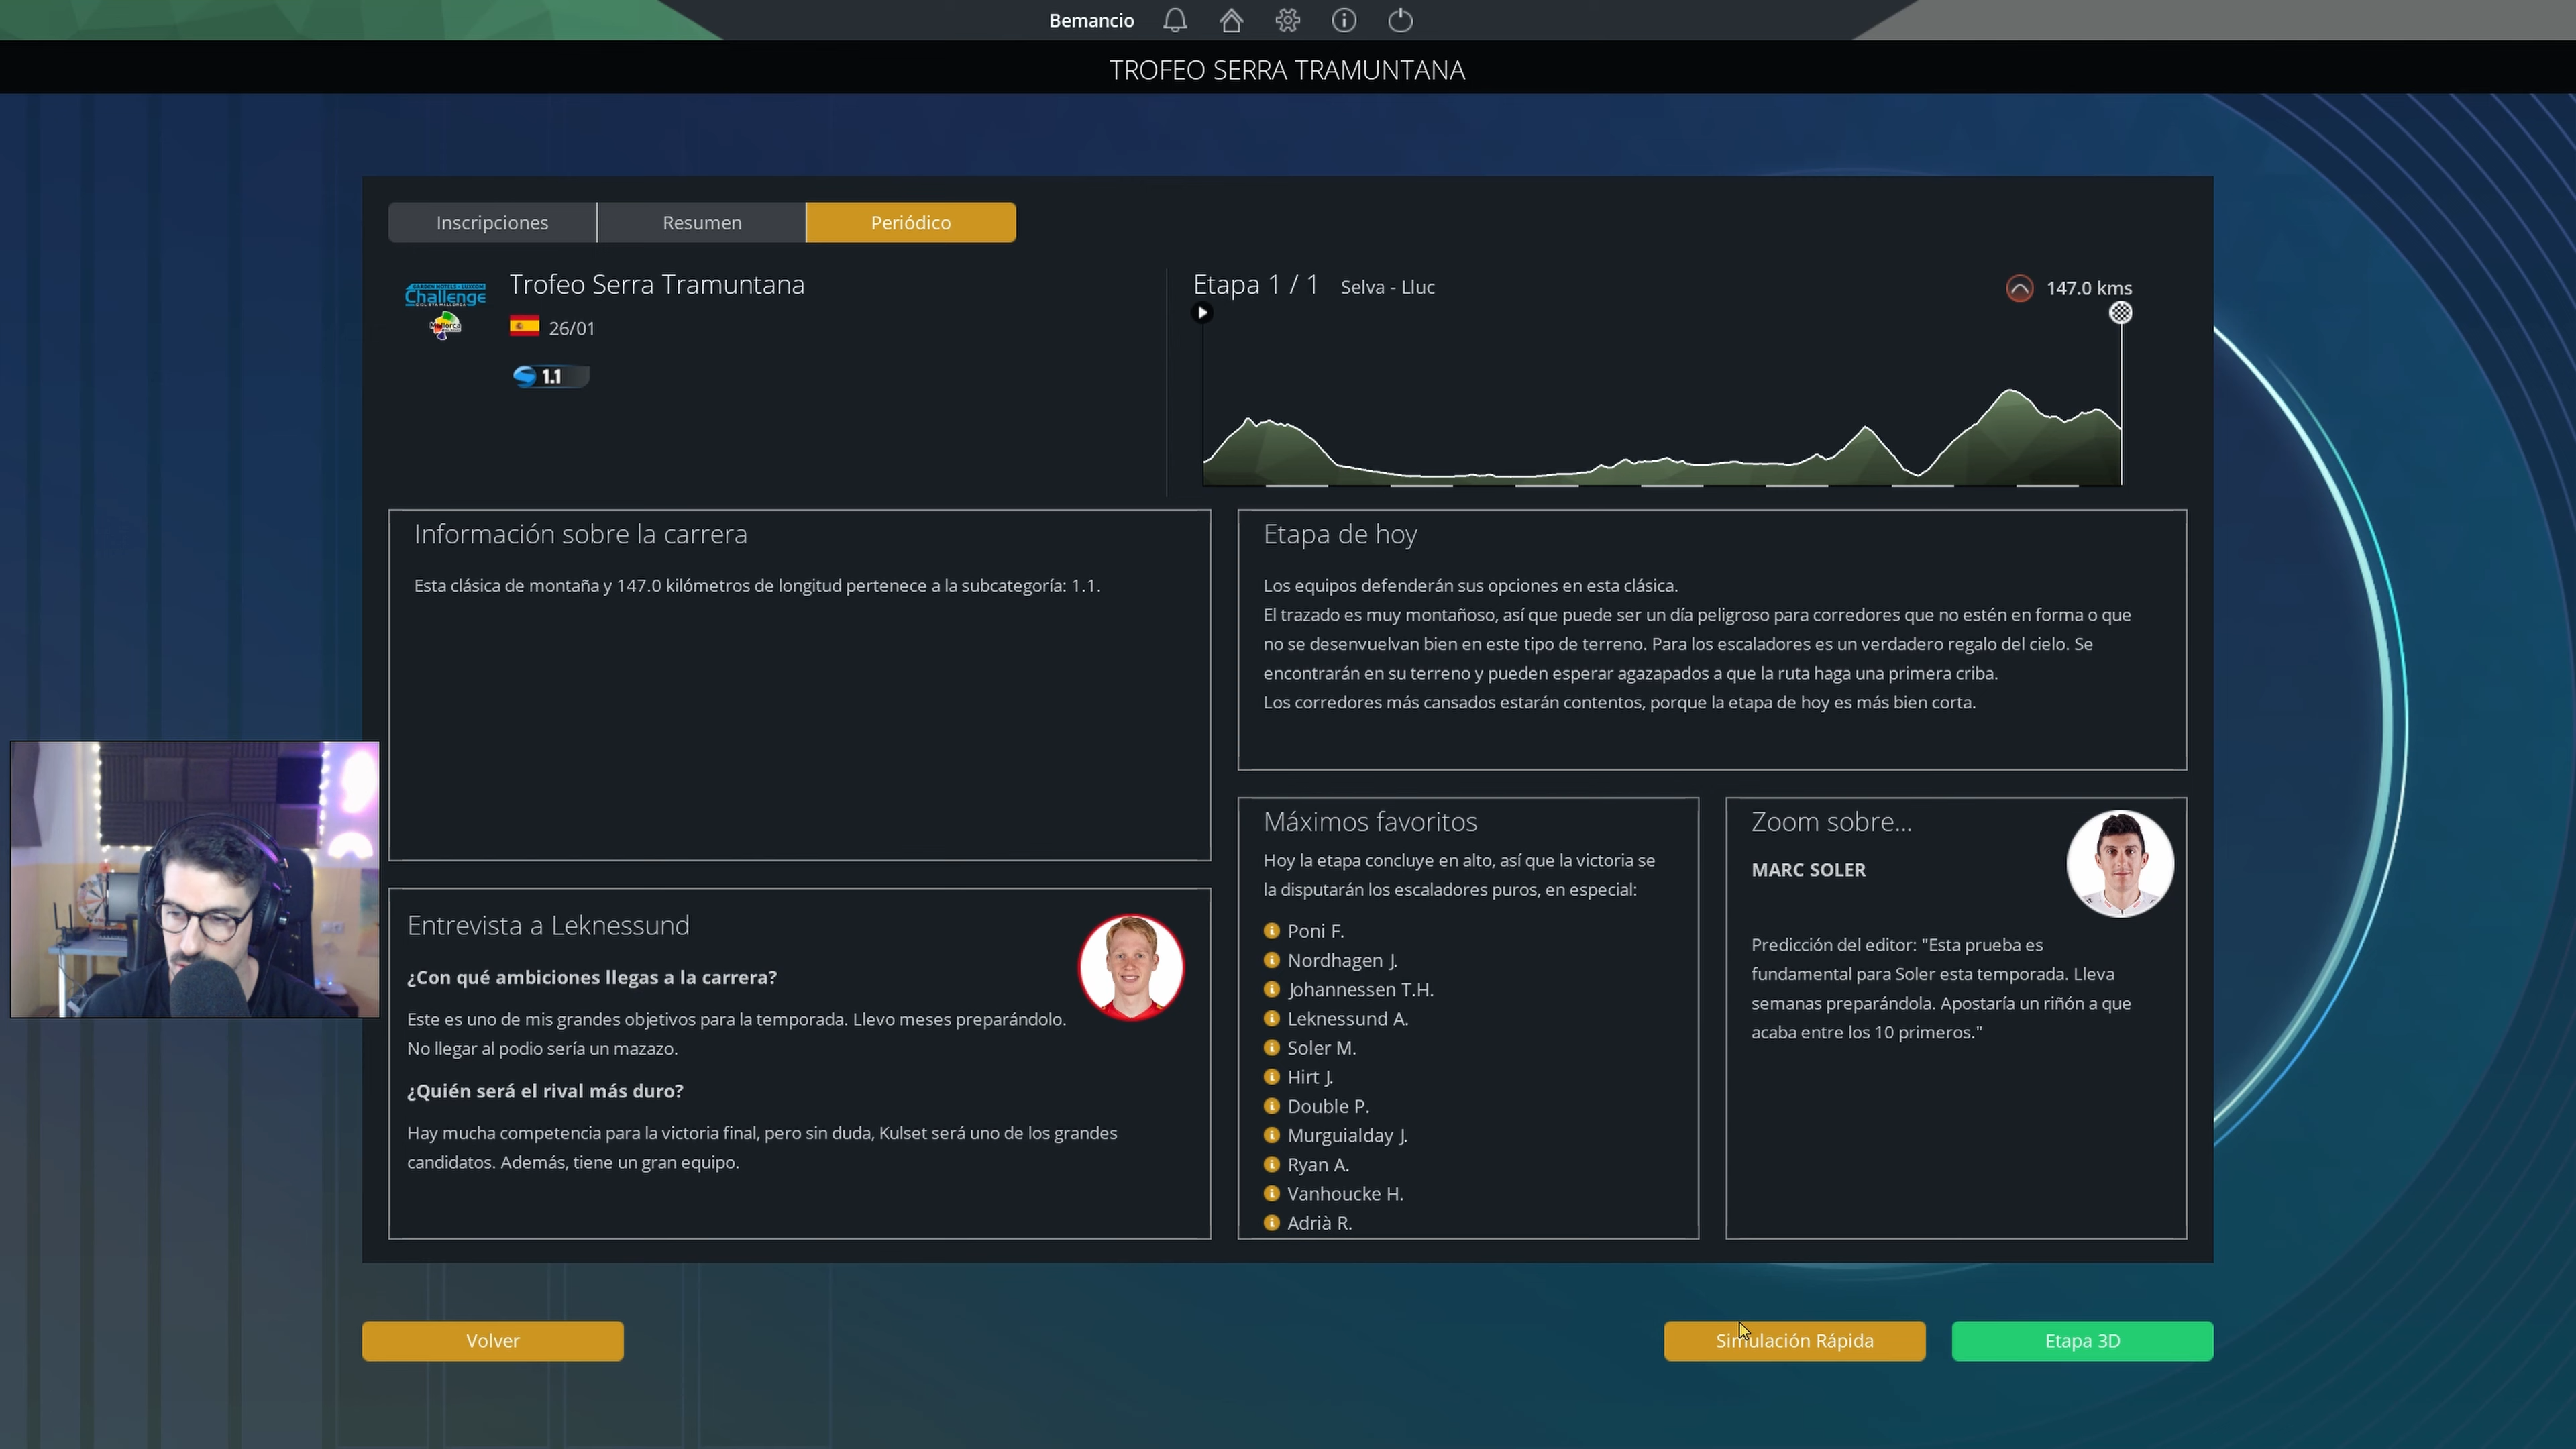 Bemancio
TROFEO SERRA TRAMUNTANA
Inscripciones
Resumen
Periódico
Challenge
Trofeo Serra Tramuntana
26/01
1.1
Etapa 1 / 1
Selva - Lluc
147.0 kms
Información sobre la carrera
Esta clásica de montaña y 147.0 kilómetros de longitud pertenece a la subcategoría: 1.1.
Etapa de hoy
Los equipos defenderán sus opciones en esta clásica.
El trazado es muy montañoso, así que puede ser un día peligroso para corredores que no estén en forma o que
no se desenvuelvan bien en este tipo de terreno. Para los escaladores es un verdadero regalo del cielo. Se
encontrarán en su terreno y pueden esperar agazapados a que la ruta haga una primera criba.
Los corredores más cansados estarán contentos, porque la etapa de hoy es más bien corta.
Entrevista a Leknessund
¿Con qué ambiciones llegas a la carrera?
Este es uno de mis grandes objetivos para la temporada. Llevo meses preparándolo.
No llegar al podio sería un mazazo.
¿Quién será el rival más duro?
Hay mucha competencia para la victoria final, pero sin duda, Kulset será uno de los grandes
candidatos. Además, tiene un gran equipo.
Máximos favoritos
Hoy la etapa concluye en alto, así que la victoria se
la disputarán los escaladores puros, en especial:
Poni F.
Nordhagen J.
Johannessen T.H.
Leknessund A.
Soler M.
Hirt J.
Double P.
Murguialday J.
Ryan A.
Vanhoucke H.
Adrià R.
Zoom sobre...
MARC SOLER
Predicción del editor: "Esta prueba es
fundamental para Soler esta temporada. Lleva
semanas preparándola. Apostaría un riñón a que
acaba entre los 10 primeros."
Volver
Simulación Rápida
Etapa 3D